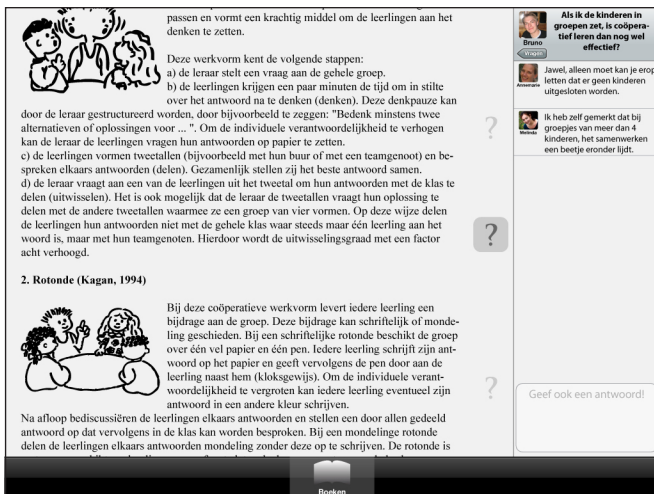 passen en vormt een krachtig middel om de leerlingen aan het
denken te zetten.
Deze werkvorm kent de volgende stappen:
a) de leraar stelt een vraag aan de gehele groep.
b) de leerlingen krijgen een paar minuten de tijd om in stilte
over het antwoord na te denken (denken). Deze denkpauze kan
door de leraar gestructureerd worden, door bijvoorbeeld te zeggen: "Bedenk minstens twee
alternatieven of oplossingen voor ... ". Om de individuele verantwoordelijkheid te verhogen
kan de leraar de leerlingen vragen hun antwoorden op papier te zetten.
c) de leerlingen vormen tweetallen (bijvoorbeeld met hun buur of met een teamgenoot) en be-
spreken elkaars antwoorden (delen). Gezamenlijk stellen zij het beste antwoord samen.
d) de leraar vraagt aan een van de leerlingen uit het tweetal om hun antwoorden met de klas te
delen (uitwisselen). Het is ook mogelijk dat de leraar de tweetallen vraagt hun oplossing te
delen met de andere tweetallen waarmee ze een groep van vier vormen. Op deze wijze delen
de leerlingen hun antwoorden niet met de gehele klas waar steeds maar één leerling aan het
woord is, maar met hun teamgenoten. Hierdoor wordt de uitwisselingsgraad met een factor
acht verhoogd.
2. Rotonde (Kagan, 1994)
Bij deze coöperatieve werkvorm levert iedere leerling een
bijdrage aan de groep. Deze bijdrage kan schriftelijk of monde-
ling geschieden. Bij een schriftelijke rotonde beschikt de groep
over één vel papier en één pen. Iedere leerling schrijft zijn ant-
woord op het papier en geeft vervolgens de pen door aan de
leerling naast hem (kloksgewijs). Om de individuele verant-
woordelijkheid te vergroten kan iedere leerling eventueel zijn
antwoord in een andere kleur schrijven.
Na afloop bediscussiëren de leerlingen elkaars antwoorden en stellen een door allen gedeeld
antwoord op dat vervolgens in de klas kan worden besproken. Bij een mondelinge rotonde
delen de leerlingen elkaars antwoorden mondeling zonder deze op te schrijven. De rotonde is
?
?
?
Als ik de kinderen in
groepen zet, is coöpera-
tief leren dan nog wel
effectief?
Bruno
Vragen
Jawel, alleen moet kan je erop
letten dat er geen kinderen
uitgesloten worden.
Annemarie
Ik heb zelf gemerkt dat bij
groepjes van meer dan 4
kinderen, het samenwerken
een beetje eronder lijdt.
Melinda
Geef ook een antwoord!
Boeken